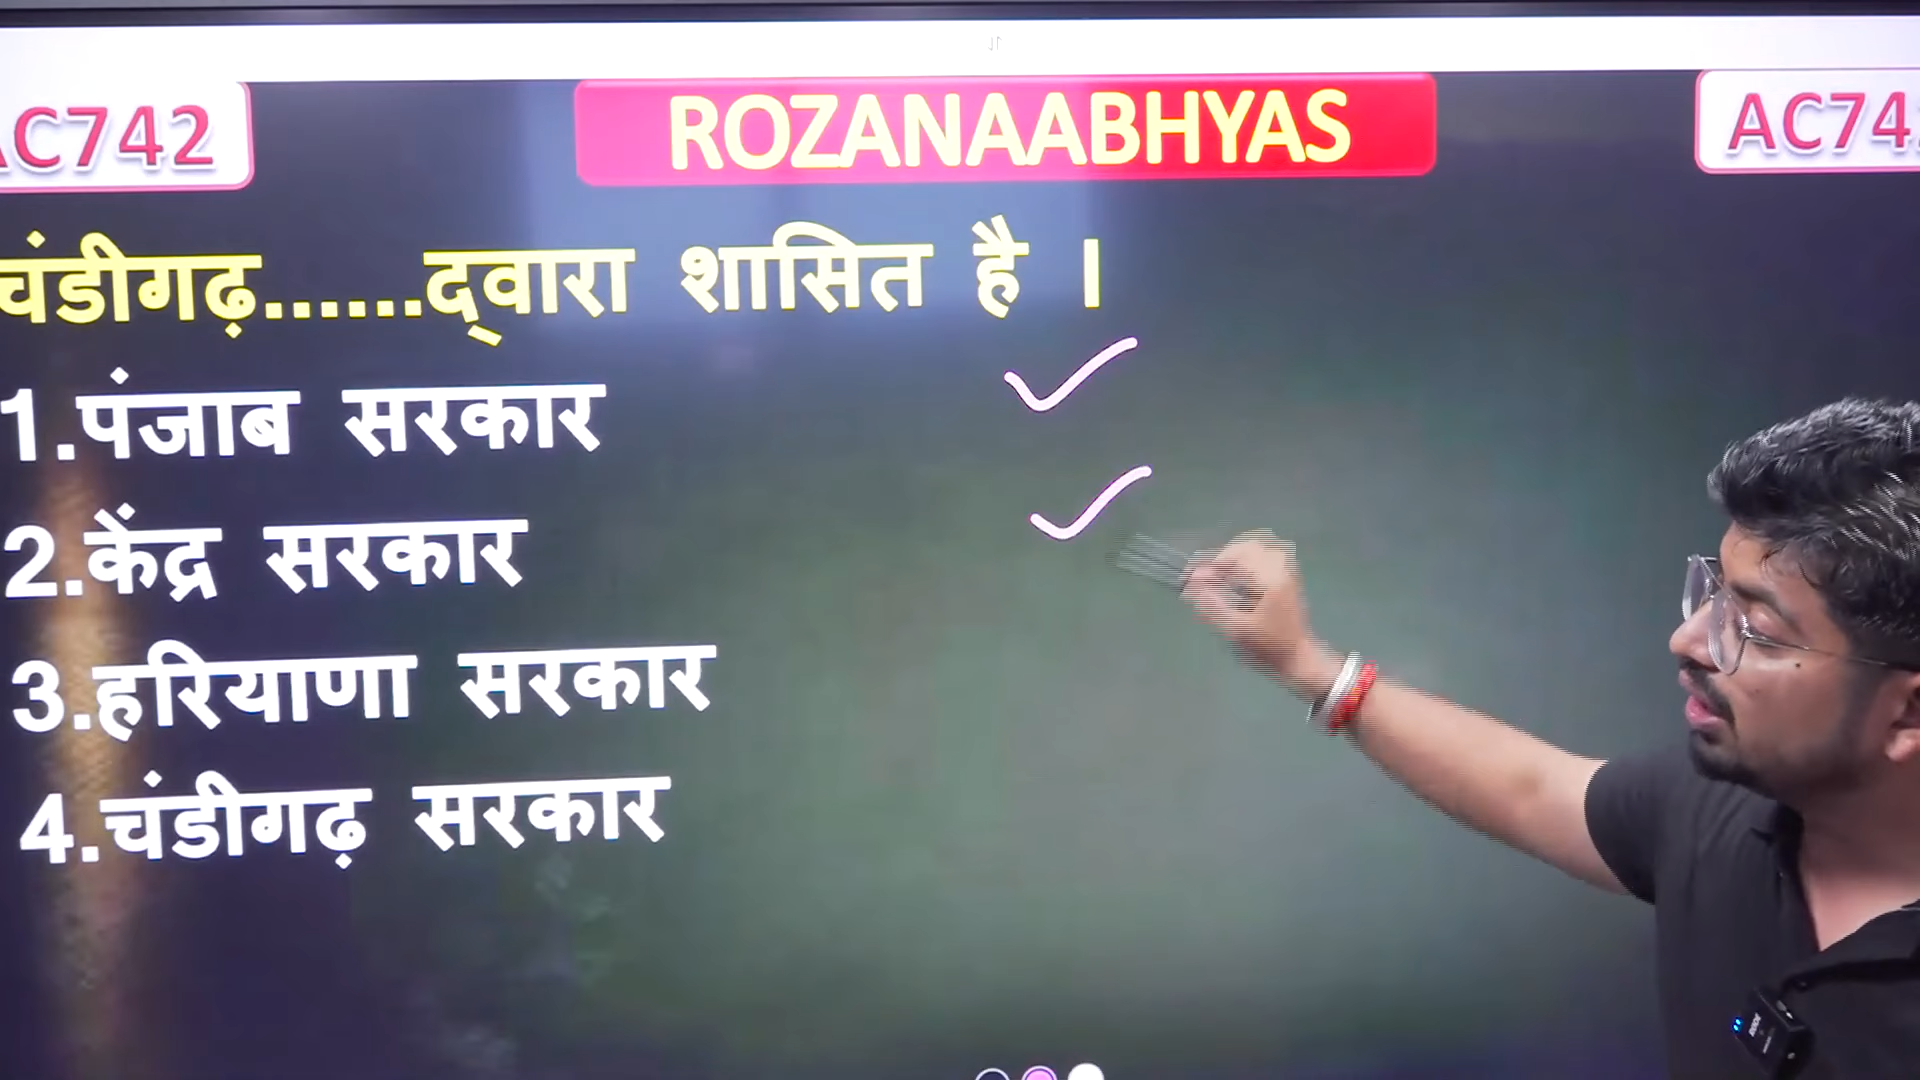 AC742
ROZANAABHYAS
AC74
चंडीगढ़......द्वारा शासित है ।
1.पंजाब सरकार
2.केंद्र सरकार
3.हरियाणा सरकार
4.चंडीगढ़ सरकार